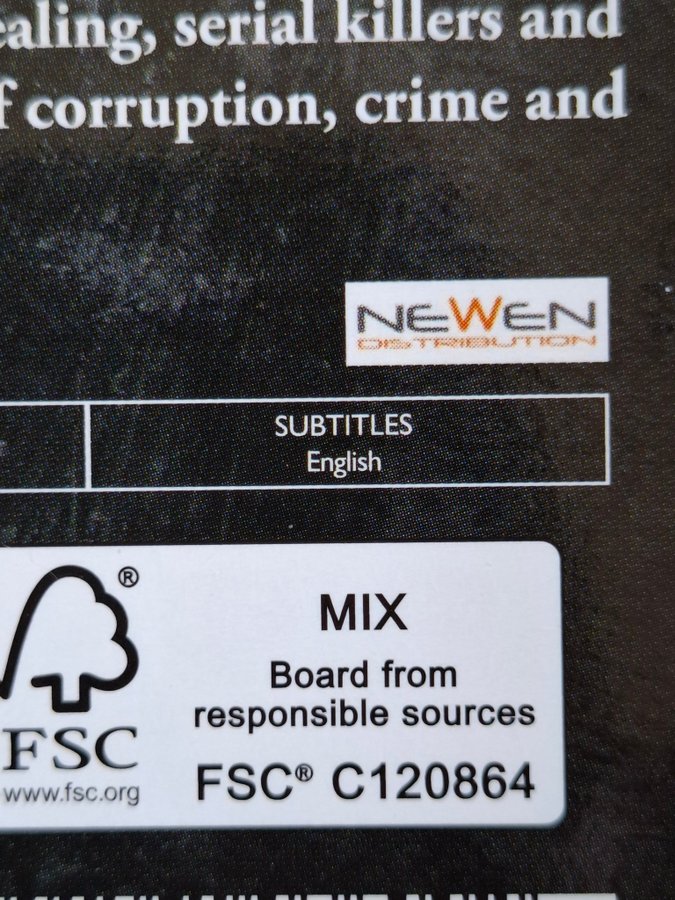 ealing, serial killers and
f corruption, crime and
NEWEN
DISTRIBUTION
SUBTITLES
English
®
MIX
Board from
responsible sources
FSC
www.fsc.org
FSC® C120864